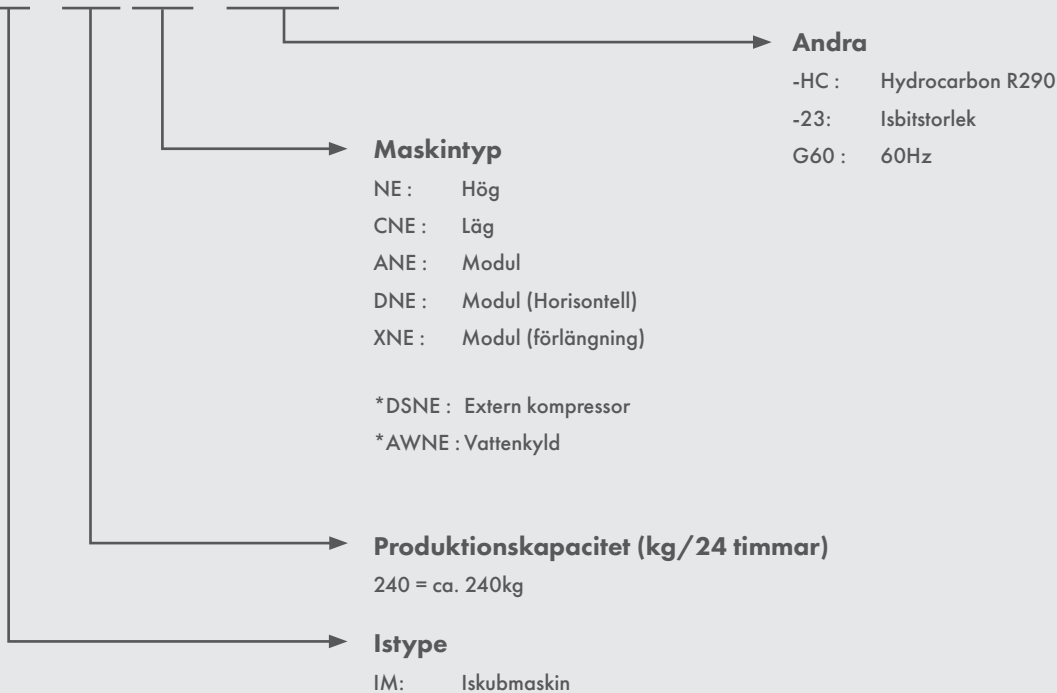 Andra
-HC : Hydrocarbon R290
-23: Isbitstorlek
G60 : 60Hz
Maskintyp
NE : Hög
CNE : Läg
ANE : Modul
DNE : Modul (Horisontell)
XNE : Modul (förlängning)
*DSNE : Extern kompressor
*AWNE : Vattenkyld
Produktionskapacitet (kg/24 timmar)
240 = ca. 240kg
Istype
IM: Iskubmaskin